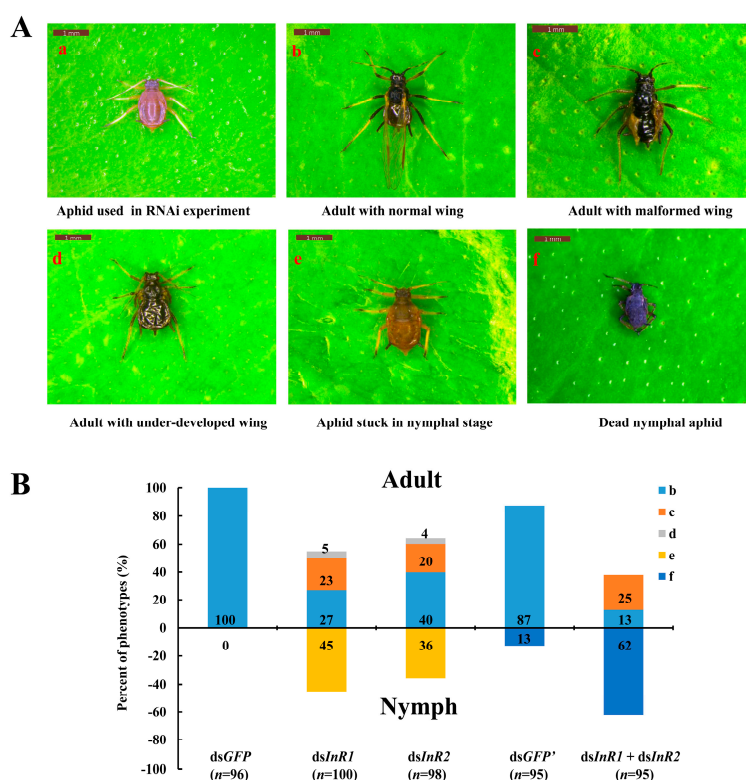 A
1 mm
a
1 mm
b
1 mm
c
Aphid used in RNAi experiment
Adult with normal wing
Adult with malformed wing
1 mm
d
1 mm
e
1 mm
f
Adult with under-developed wing
Aphid stuck in nymphal stage
Dead nymphal aphid
B
Adult
Percent of phenotypes (%)
100
80
60
40
20
0
-20
-40
-60
-80
-100
100
0
5
23
27
45
4
20
40
36
87
13
25
13
62
b
c
d
e
f
Nymph
dsGFP
(n=96)
dsInR1
(n=100)
dsInR2
(n=98)
dsGFP’
(n=95)
dsInR1 + dsInR2
(n=95)